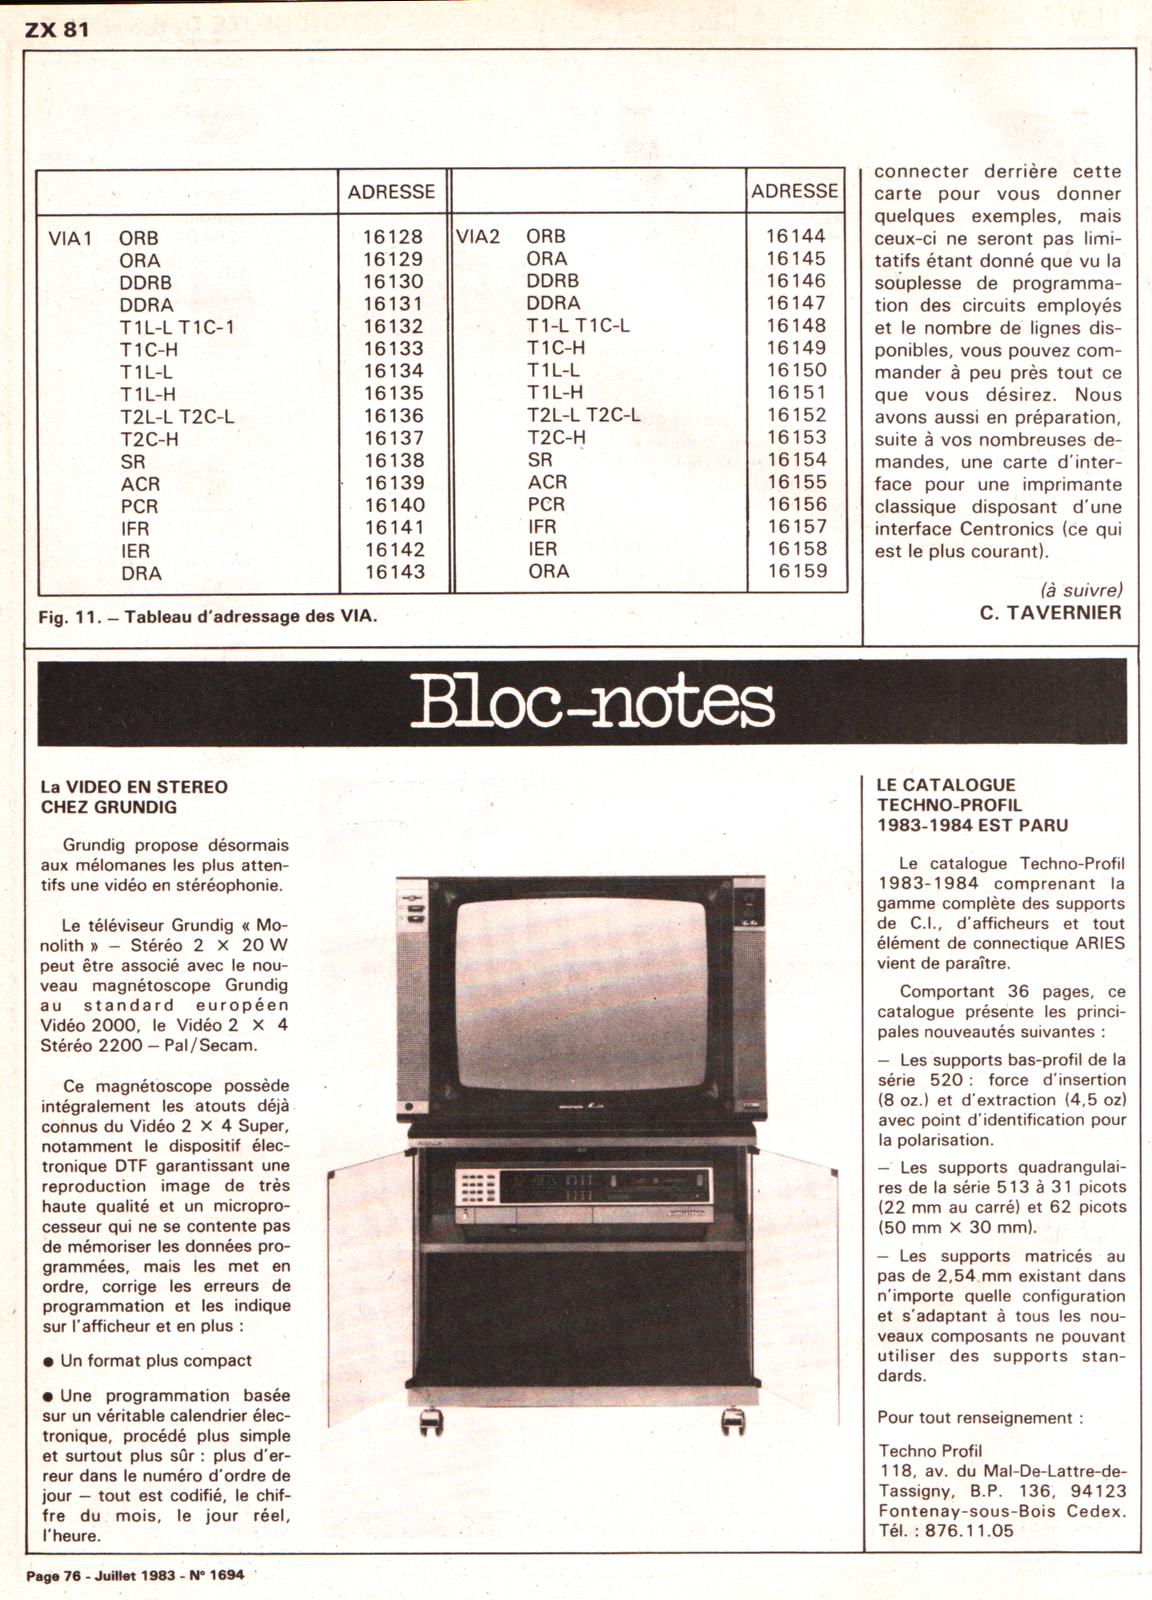 ZX 81
ADRESSE
ADRESSE
VIA1 ORB 16128 VIA2 ORB 16144
ORA 16129 ORA 16145
DDRB 16130 DDRB 16146
DDRA 16131 DDRA 16147
T1L-L T1C-1 16132 T1-L T1C-L 16148
T1C-H 16133 T1C-H 16149
T1L-L 16134 T1L-L 16150
T1L-H 16135 T1L-H 16151
T2L-L T2C-L 16136 T2L-L T2C-L 16152
T2C-H 16137 T2C-H 16153
SR 16138 SR 16154
ACR 16139 ACR 16155
PCR 16140 PCR 16156
IFR 16141 IFR 16157
IER 16142 IER 16158
DRA 16143 ORA 16159
Fig. 11. – Tableau d'adressage des VIA.
connecter derrière cette
carte pour vous donner
quelques exemples, mais
ceux-ci ne seront pas limi-
tatifs étant donné que vu la
souplesse de programma-
tion des circuits employés
et le nombre de lignes dis-
ponibles, vous pouvez com-
mander à peu près tout ce
que vous désirez. Nous
avons aussi en préparation,
suite à vos nombreuses de-
mandes, une carte d'inter-
face pour une imprimante
classique disposant d'une
interface Centronics (ce qui
est le plus courant).
(à suivre)
C. TAVERNIER
Bloc-notes
La VIDEO EN STEREO
CHEZ GRUNDIG
Grundig propose désormais
aux mélomanes les plus atten-
tifs une vidéo en stéréophonie.
Le téléviseur Grundig « Mo-
nolith » – Stéréo 2 × 20 W
peut être associé avec le nou-
veau magnétoscope Grundig
au standard européen
Vidéo 2000, le Vidéo 2 × 4
Stéréo 2200 – Pal/Secam.
Ce magnétoscope possède
intégralement les atouts déjà
connus du Vidéo 2 × 4 Super,
notamment le dispositif élec-
tronique DTF garantissant une
reproduction image de très
haute qualité et un micropro-
cesseur qui ne se contente pas
de mémoriser les données pro-
grammées, mais les met en
ordre, corrige les erreurs de
programmation et les indique
sur l'afficheur et en plus :
● Un format plus compact
● Une programmation basée
sur un véritable calendrier élec-
tronique, procédé plus simple
et surtout plus sûr : plus d'er-
reur dans le numéro d'ordre de
jour – tout est codifié, le chif-
fre du mois, le jour réel,
l'heure.
LE CATALOGUE
TECHNO-PROFIL
1983-1984 EST PARU
Le catalogue Techno-Profil
1983-1984 comprenant la
gamme complète des supports
de C.I., d'afficheurs et tout
élément de connectique ARIES
vient de paraître.
Comportant 36 pages, ce
catalogue présente les princi-
pales nouveautés suivantes :
– Les supports bas-profil de la
série 520 : force d'insertion
(8 oz.) et d'extraction (4,5 oz)
avec point d'identification pour
la polarisation.
– Les supports quadrangulai-
res de la série 513 à 31 picots
(22 mm au carré) et 62 picots
(50 mm × 30 mm).
– Les supports matricés au
pas de 2,54 mm existant dans
n'importe quelle configuration
et s'adaptant à tous les nou-
veaux composants ne pouvant
utiliser des supports stan-
dards.
Pour tout renseignement :
Techno Profil
118, av. du Mal-De-Lattre-de-
Tassigny, B.P. 136, 94123
Fontenay-sous-Bois Cedex.
Tél. : 876.11.05
Page 76 - Juillet 1983 - N° 1694